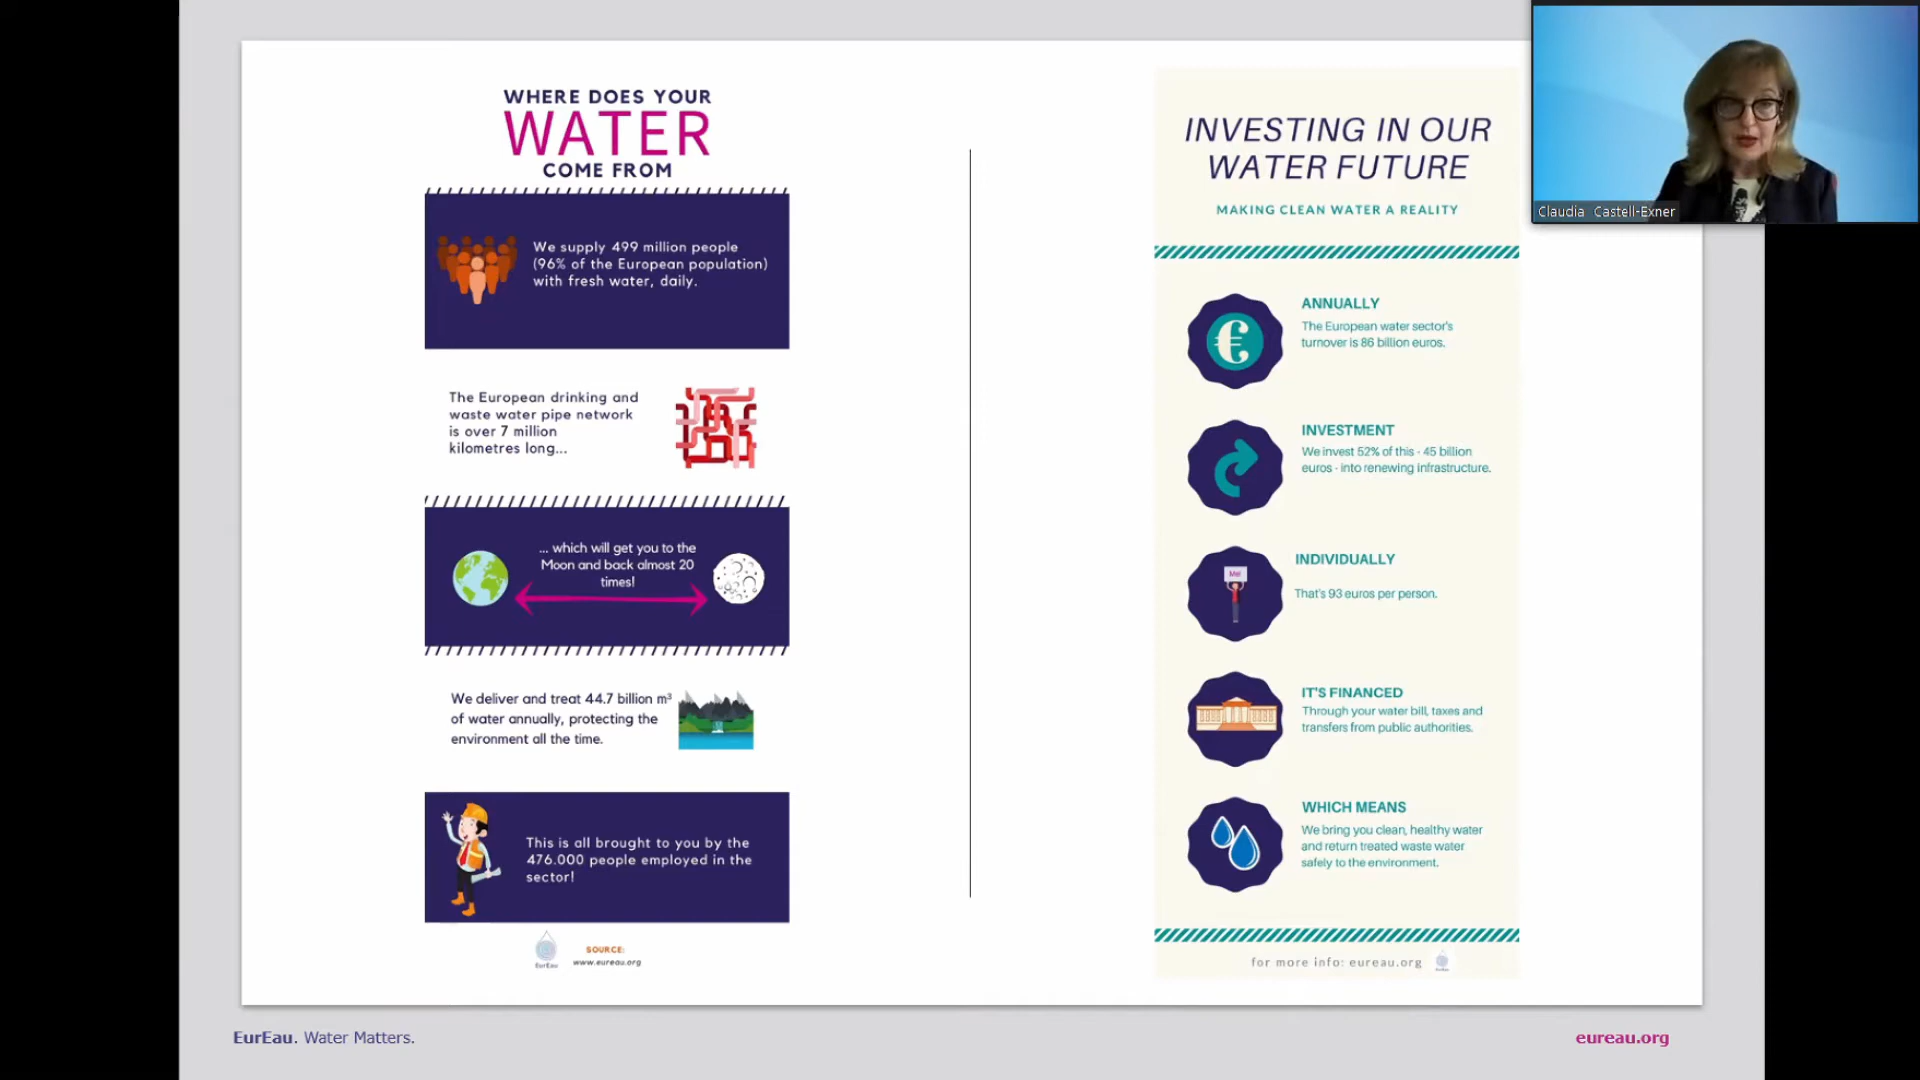 WHERE DOES YOUR
WATER
COME FROM
We supply 499 million people
(96% of the European population)
with fresh water, daily.
The European drinking and
waste water pipe network
is over 7 million
kilometres long...
... which will get you to the
Moon and back almost 20
times!
We deliver and treat 44.7 billion m³
of water annually, protecting the
environment all the time.
This is all brought to you by the
476.000 people employed in the
sector!
EurEau
SOURCE:
www.eureau.org
INVESTING IN OUR
WATER FUTURE
MAKING CLEAN WATER A REALITY
€
ANNUALLY
The European water sector's
turnover is 86 billion euros.
INVESTMENT
We invest 52% of this - 45 billion
euros - into renewing infrastructure.
Me!
INDIVIDUALLY
That's 93 euros per person.
IT'S FINANCED
Through your water bill, taxes and
transfers from public authorities.
WHICH MEANS
We bring you clean, healthy water
and return treated waste water
safely to the environment.
for more info: eureau.org
Claudia Castell-Exner
EurEau. Water Matters.
eureau.org